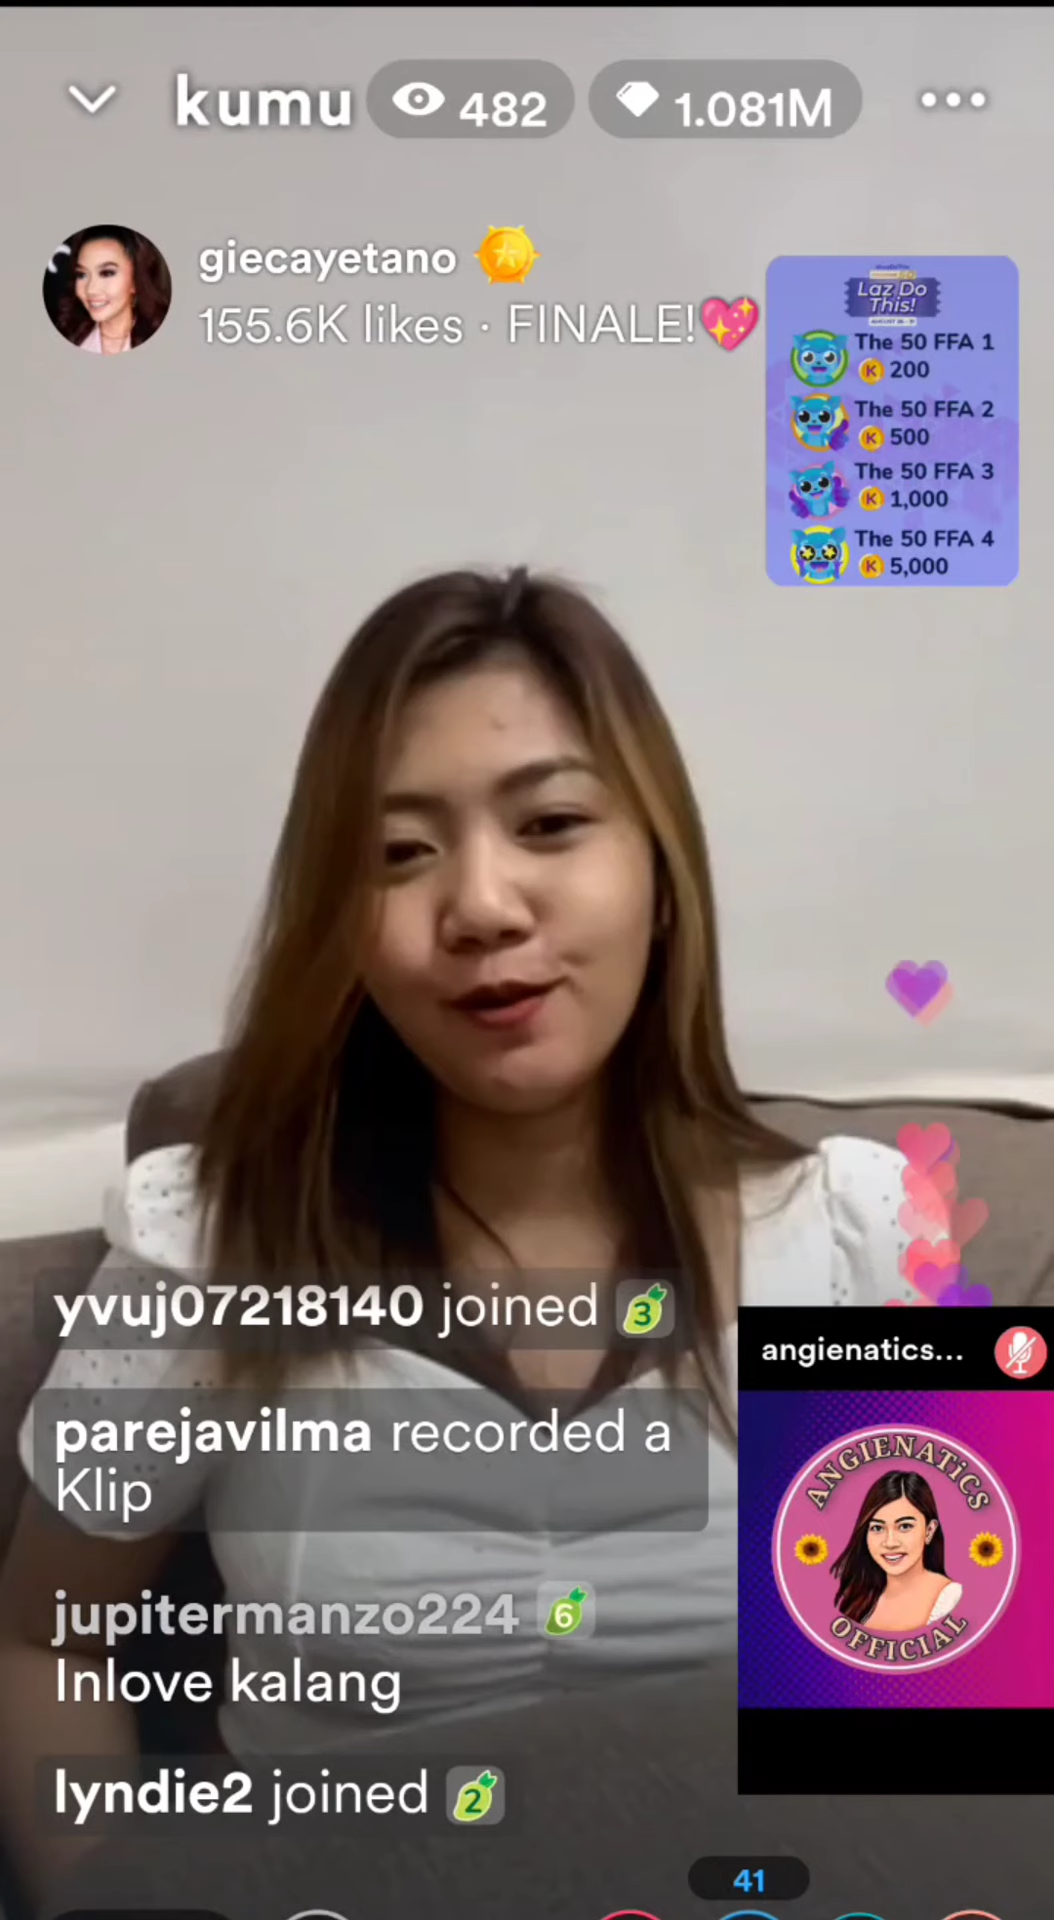 kumu 482 1.081M
giecayetano
155.6K likes · FINALE!
Laz Do
This!
The 50 FFA 1
K 200
The 50 FFA 2
K 500
The 50 FFA 3
K 1,000
The 50 FFA 4
K 5,000
yvuj07218140 joined 3
parejavilma recorded a
Klip
jupitermanzo224 6
Inlove kalang
lyndie2 joined 2
angienatics...
ANGIENATiCS
OFFICIAL
41